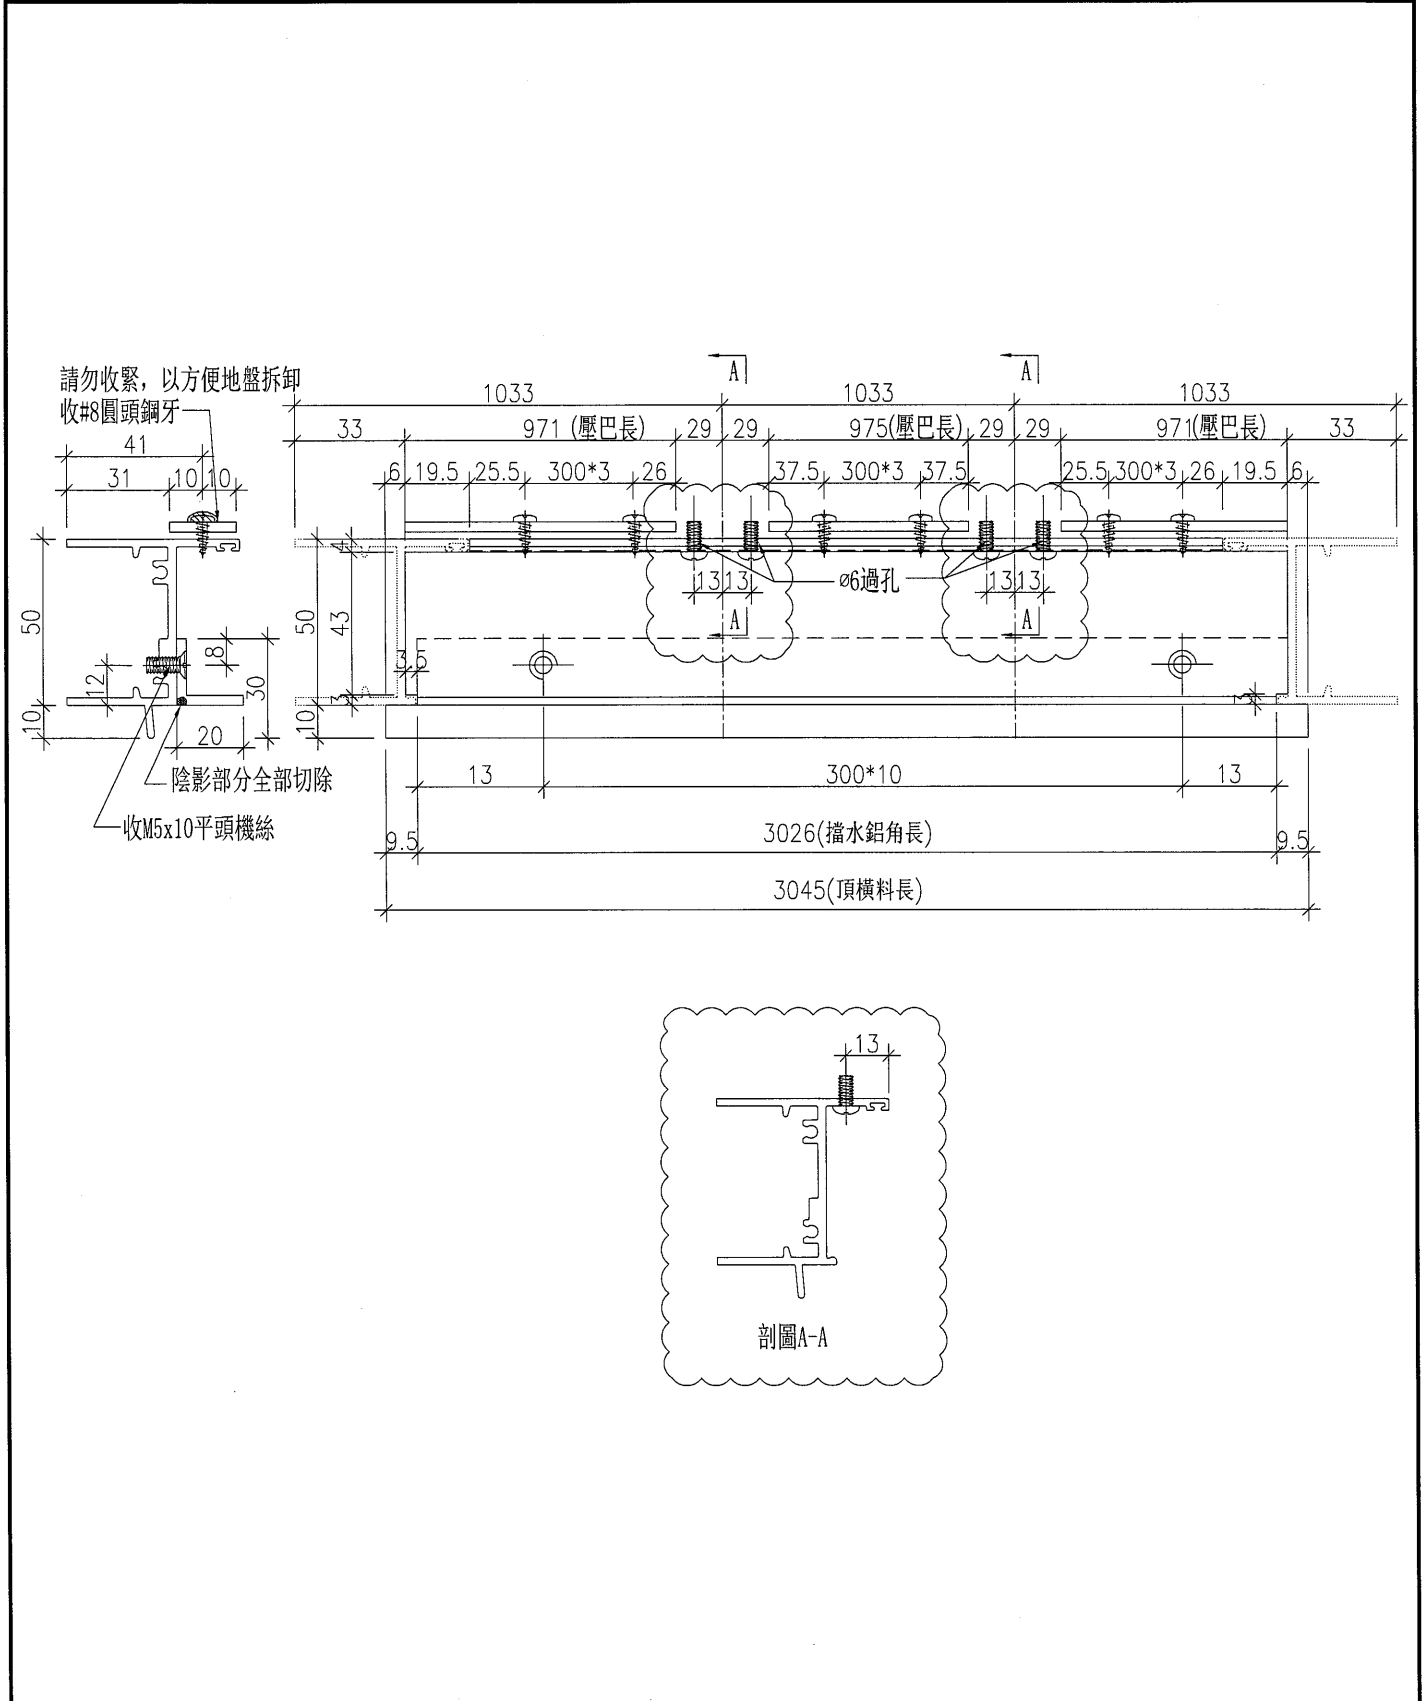 請勿收緊，以方便地盤拆卸
收#8圓頭鋼牙
41
31 10 10
50
10
12
8
30
20
陰影部分全部切除
收M5x10平頭機絲
A A
1033 1033 1033
33 971 (壓巴長) 29 29 975(壓巴長) 29 29 971(壓巴長) 33
6 19.5 25.5 300*3 26 37.5 300*3 37.5 25.5 300*3 26 19.5 6
4
50
43
13 13 ø6過孔 13 13
A A
3.5
3
3
10
13 300*10 13
9.5 3026(擋水鋁角長) 9.5
3045(頂橫料長)
13
剖圖A-A